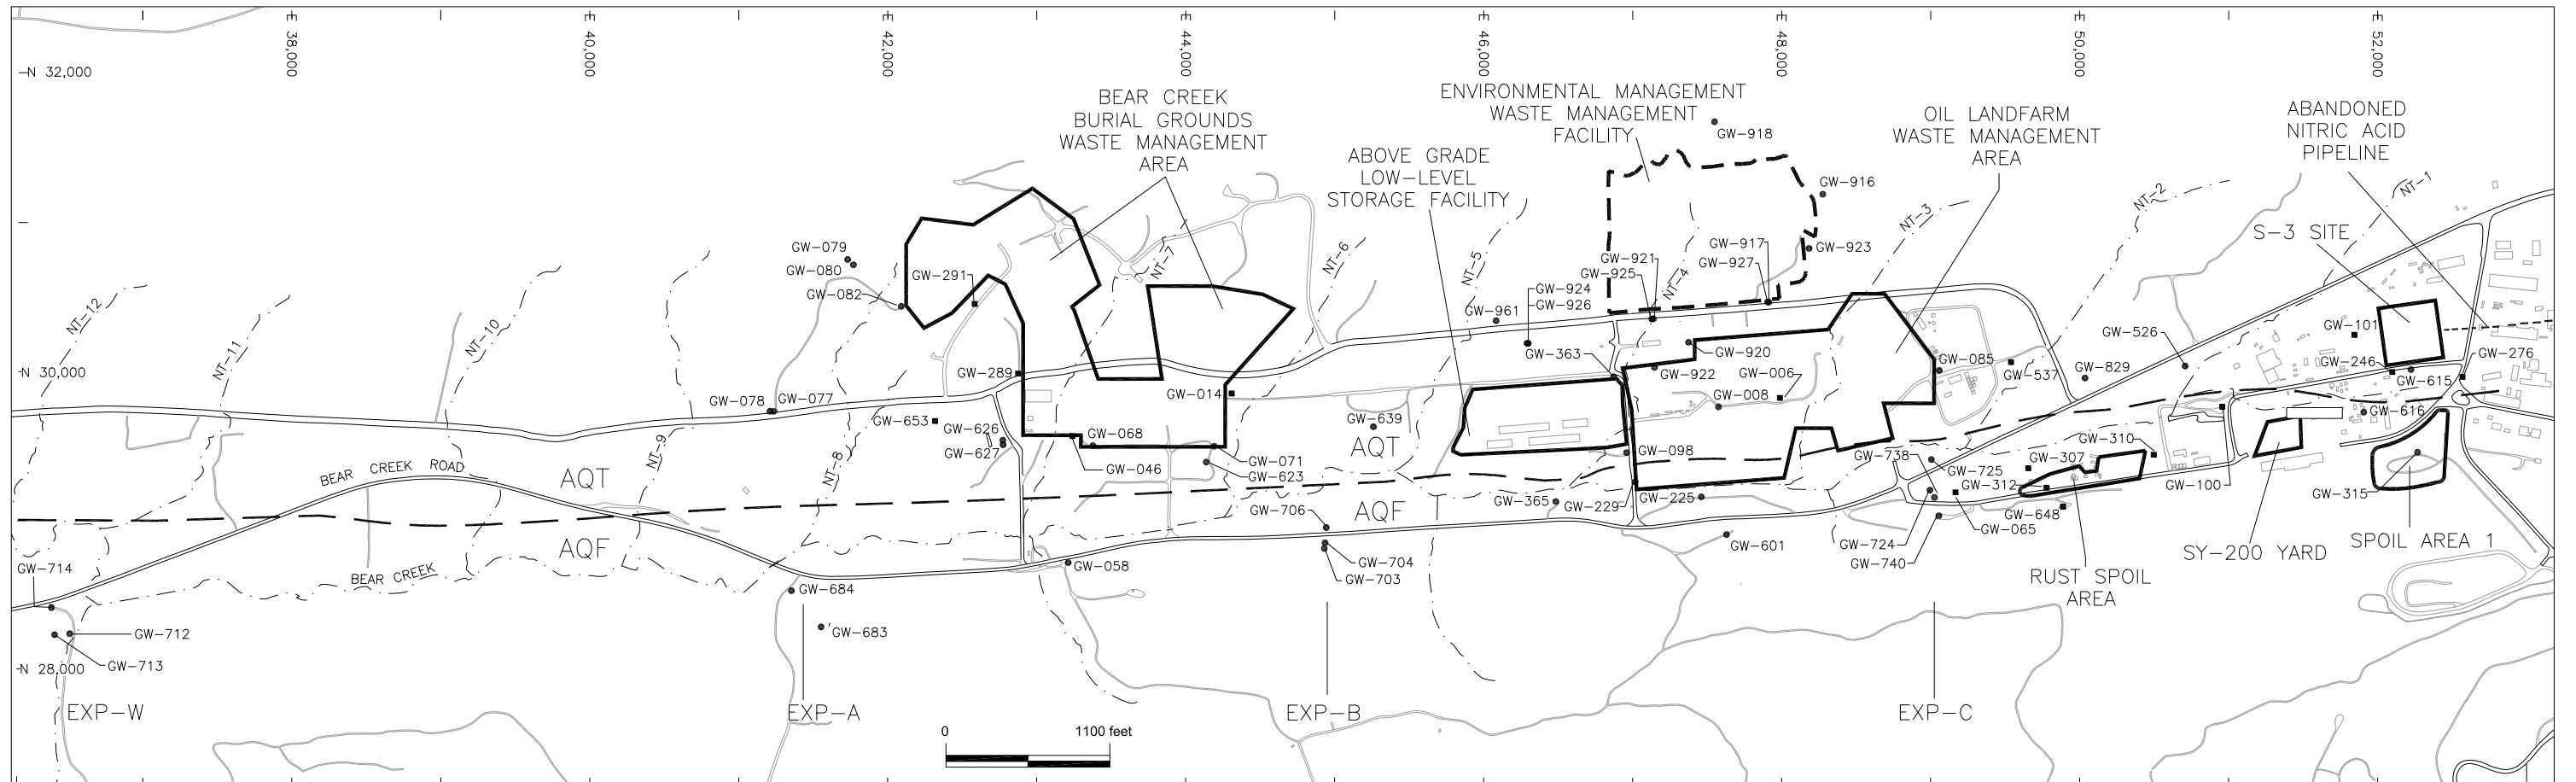 E 38,000
E 40,000
E 42,000
E 44,000
E 46,000
E 48,000
E 50,000
E 52,000
N 32,000
BEAR CREEK
BURIAL GROUNDS
WASTE MANAGEMENT
AREA
ABOVE GRADE
LOW-LEVEL
STORAGE FACILITY
ENVIRONMENTAL MANAGEMENT
WASTE MANAGEMENT
FACILITY
OIL LANDFARM
WASTE MANAGEMENT
AREA
ABANDONED
NITRIC ACID
PIPELINE
S-3 SITE
GW-918
GW-916
GW-923
GW-917
GW-927
GW-921
GW-925
GW-924
GW-926
GW-961
GW-363
GW-920
GW-922
GW-006
GW-008
GW-085
GW-537
GW-829
GW-526
GW-101
GW-246
GW-615
GW-276
GW-616
NT-1
NT-2
NT-3
NT-4
NT-5
NT-6
NT-7
NT-8
NT-9
NT-10
NT-11
NT-12
GW-079
GW-080
GW-082
GW-291
GW-289
GW-014
N 30,000
GW-078
GW-077
GW-653
GW-626
GW-627
GW-068
GW-046
GW-071
GW-623
GW-639
AQT
AQT
AQF
AQF
BEAR CREEK ROAD
BEAR CREEK
GW-098
GW-365
GW-229
GW-225
GW-738
GW-725
GW-312
GW-307
GW-310
GW-100
GW-315
GW-648
GW-065
GW-724
GW-740
GW-601
GW-706
GW-704
GW-703
GW-058
GW-684
GW-683
GW-714
GW-712
GW-713
N 28,000
SY-200 YARD
SPOIL AREA 1
RUST SPOIL
AREA
EXP-W
EXP-A
EXP-B
EXP-C
0
1100 feet